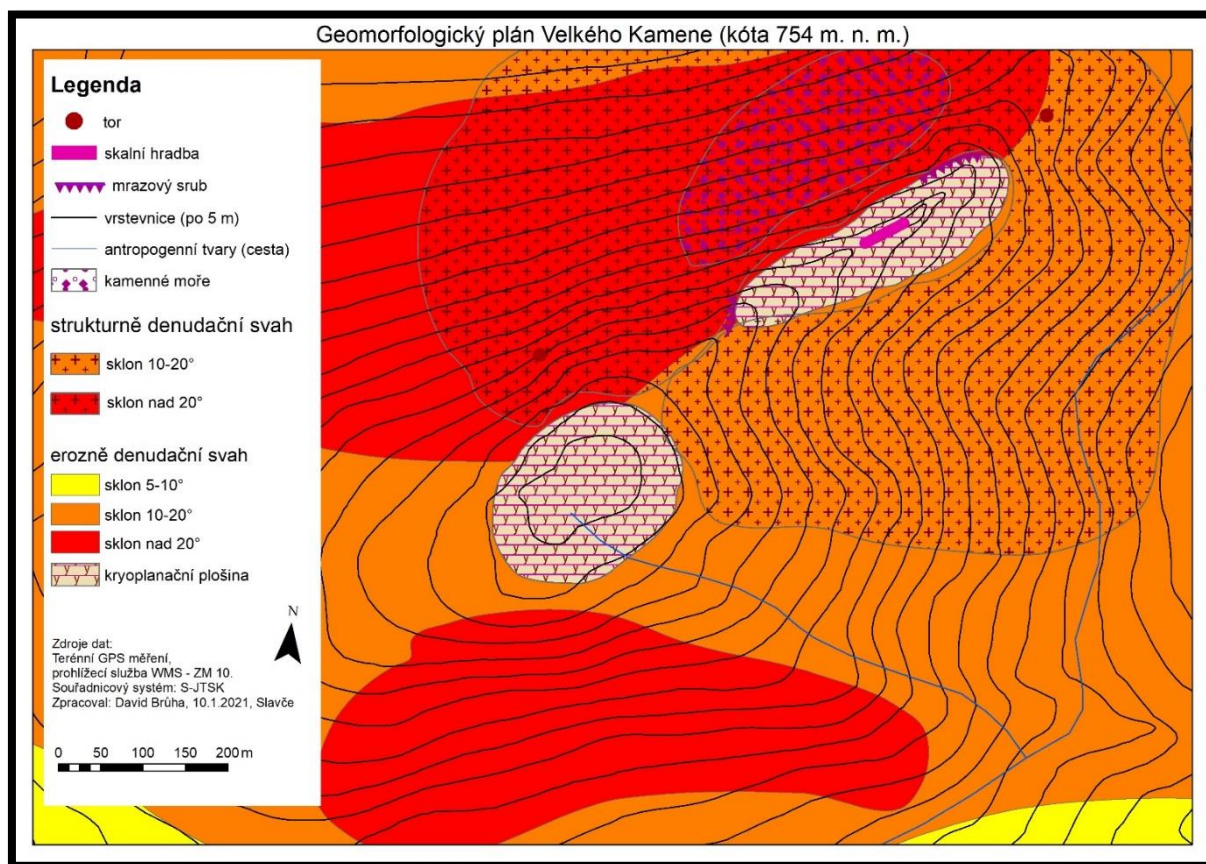 Geomorfologický plán Velkého Kamene (kóta 754 m. n. m.)
Legenda
tor
skalní hradba
mrazový srub
vrstevnice (po 5 m)
antropogenní tvary (cesta)
kamenné moře
strukturně denudační svah
sklon 10-20°
sklon nad 20°
erozně denudační svah
sklon 5-10°
sklon 10-20°
sklon nad 20°
kryoplanační plošina
N
Zdroje dat:
Terénní GPS měření,
prohlížecí služba WMS - ZM 10.
Souřadnicový systém: S-JTSK
Zpracoval: David Brůha, 10.1.2021, Slavče
0 50 100 150 200 m